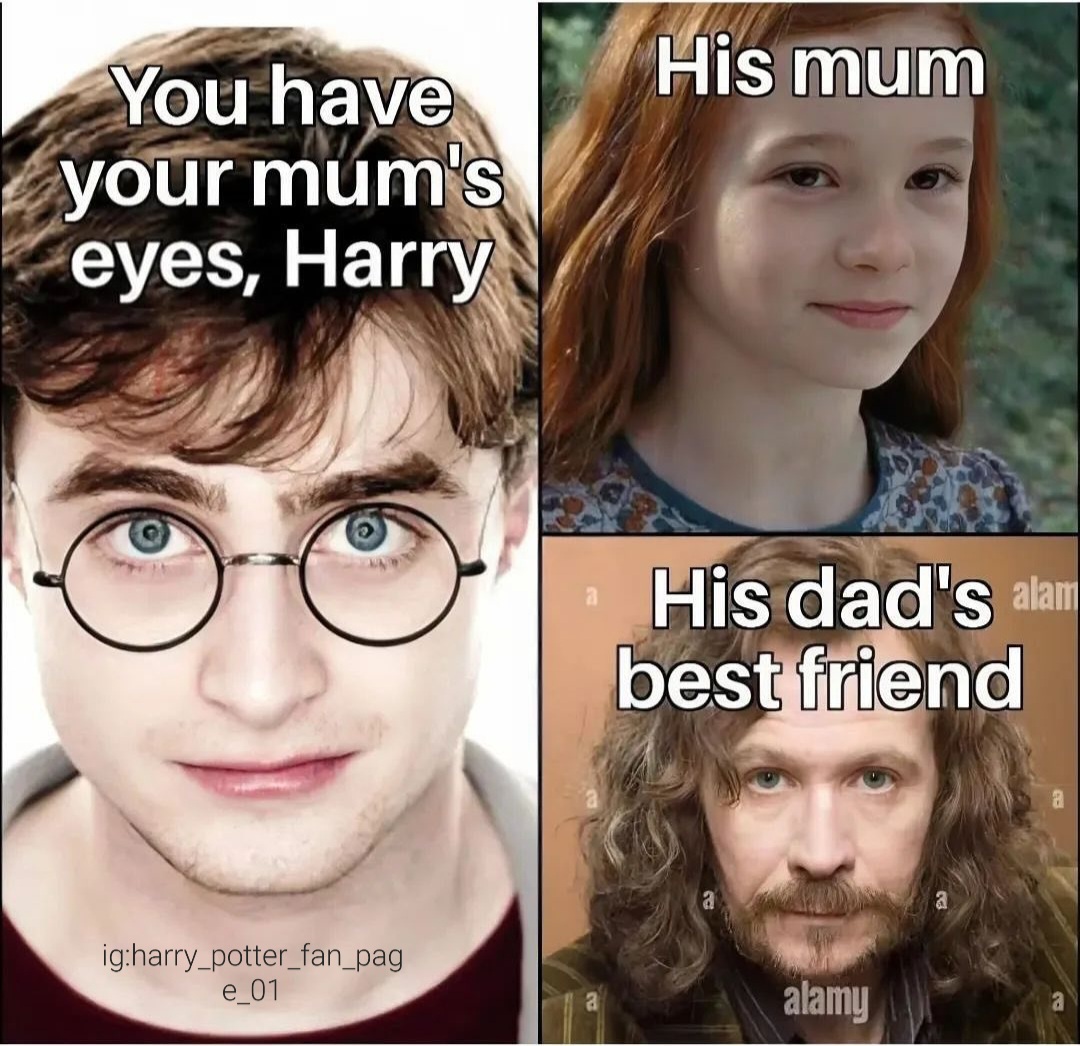 You have
your mum's
eyes, Harry
ig:harry_potter_fan_pag
e_01
His mum
His dad's
best friend
a
alam
a
a
a
a
a
alamy
a